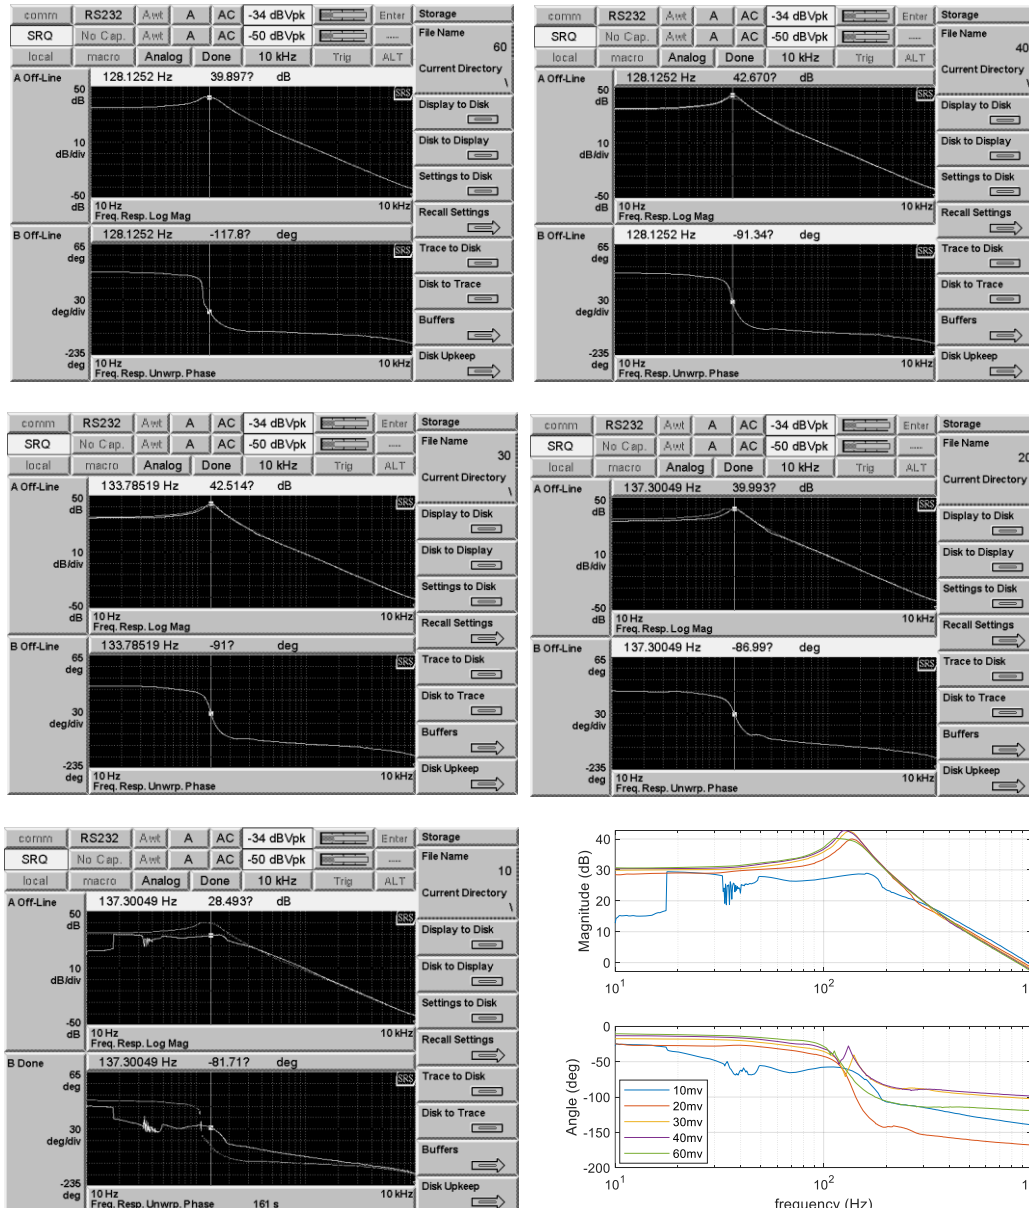 comm RS232 Awt A AC -34 dBVpk Enter Storage
SRQ No Cap. Awt A AC -50 dBVpk ---- File Name
60
local macro Analog Done 10 kHz Trig ALT
Current Directory
\
A Off-Line 128.1252 Hz 39.897? dB
50 dB
SRS
Display to Disk
10 dB/div
Disk to Display
Settings to Disk
-50 dB
10 Hz 10 kHz
Freq. Resp. Log Mag
Recall Settings
B Off-Line 128.1252 Hz -117.8? deg
65 deg
SRS
Trace to Disk
Disk to Trace
30 deg/div
Buffers
-235 deg
10 Hz 10 kHz
Freq. Resp. Unwrp. Phase
Disk Upkeep
comm RS232 Awt A AC -34 dBVpk Enter Storage
SRQ No Cap. Awt A AC -50 dBVpk ---- File Name
40
local macro Analog Done 10 kHz Trig ALT
Current Directory
\
A Off-Line 128.1252 Hz 42.670? dB
50 dB
SRS
Display to Disk
10 dB/div
Disk to Display
Settings to Disk
-50 dB
10 Hz 10 kHz
Freq. Resp. Log Mag
Recall Settings
B Off-Line 128.1252 Hz -91.34? deg
65 deg
SRS
Trace to Disk
Disk to Trace
30 deg/div
Buffers
-235 deg
10 Hz 10 kHz
Freq. Resp. Unwrp. Phase
Disk Upkeep
comm RS232 Awt A AC -34 dBVpk Enter Storage
SRQ No Cap. Awt A AC -50 dBVpk ---- File Name
30
local macro Analog Done 10 kHz Trig ALT
Current Directory
\
A Off-Line 133.78519 Hz 42.514? dB
50 dB
SRS
Display to Disk
10 dB/div
Disk to Display
Settings to Disk
-50 dB
10 Hz 10 kHz
Freq. Resp. Log Mag
Recall Settings
B Off-Line 133.78519 Hz -91? deg
65 deg
SRS
Trace to Disk
Disk to Trace
30 deg/div
Buffers
-235 deg
10 Hz 10 kHz
Freq. Resp. Unwrp. Phase
Disk Upkeep
comm RS232 Awt A AC -34 dBVpk Enter Storage
SRQ No Cap. Awt A AC -50 dBVpk ---- File Name
20
local macro Analog Done 10 kHz Trig ALT
Current Directory
\
A Off-Line 137.30049 Hz 39.993? dB
50 dB
SRS
Display to Disk
10 dB/div
Disk to Display
Settings to Disk
-50 dB
10 Hz 10 kHz
Freq. Resp. Log Mag
Recall Settings
B Off-Line 137.30049 Hz -86.99? deg
65 deg
SRS
Trace to Disk
Disk to Trace
30 deg/div
Buffers
-235 deg
10 Hz 10 kHz
Freq. Resp. Unwrp. Phase
Disk Upkeep
comm RS232 Awt A AC -34 dBVpk Enter Storage
SRQ No Cap. Awt A AC -50 dBVpk ---- File Name
10
local macro Analog Done 10 kHz Trig ALT
Current Directory
\
A Off-Line 137.30049 Hz 28.493? dB
50 dB
SRS
Display to Disk
10 dB/div
Disk to Display
Settings to Disk
-50 dB
10 Hz 10 kHz
Freq. Resp. Log Mag
Recall Settings
B Done 137.30049 Hz -81.71? deg
65 deg
SRS
Trace to Disk
Disk to Trace
30 deg/div
Buffers
-235 deg
10 Hz 10 kHz
Freq. Resp. Unwrp. Phase 161 s
Disk Upkeep
Magnitude (dB)
40
30
20
10
0
10^1 10^2
Angle (deg)
0
-50
-100
-150
-200
10mv
20mv
30mv
40mv
60mv
10^1 10^2
frequency (Hz)